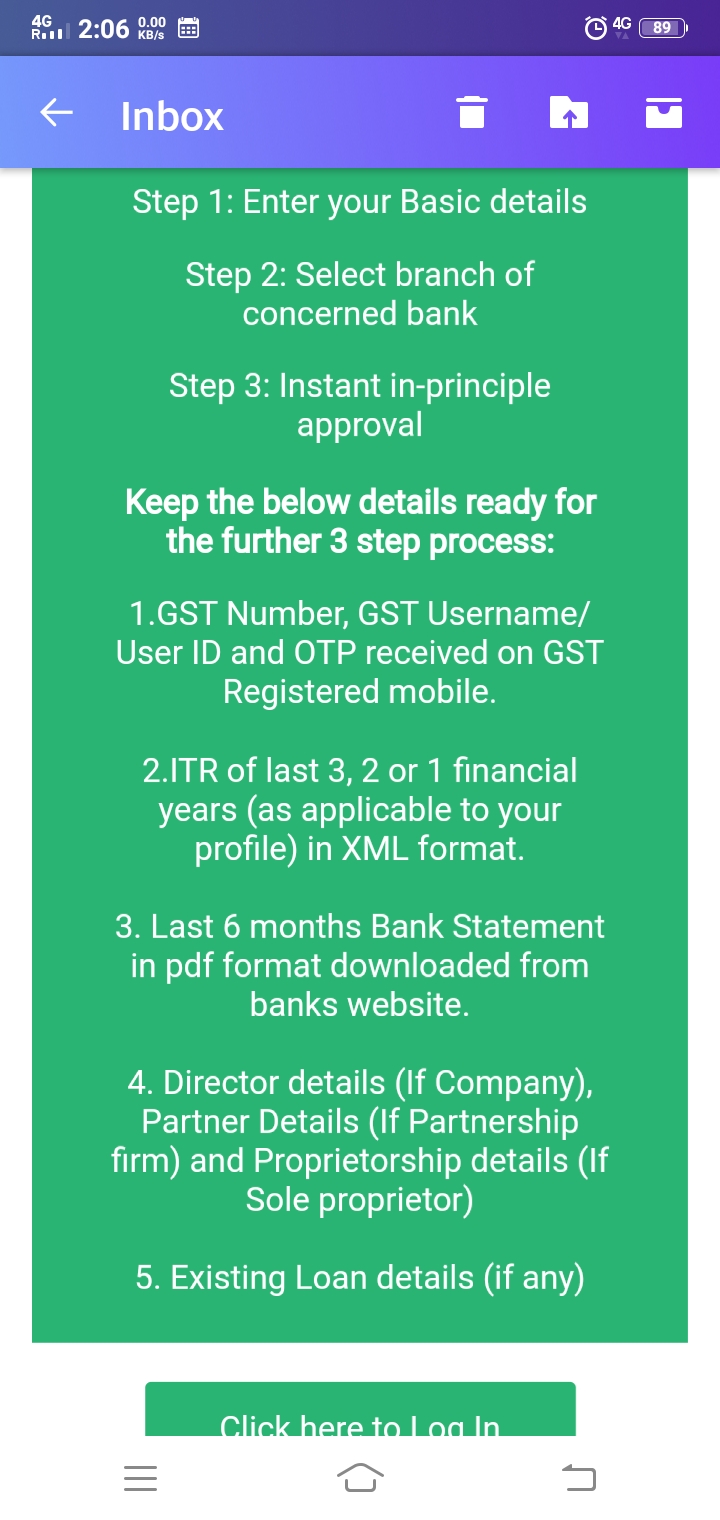 4G
R
2:06
0.00
KB/s
4G
89
Inbox
Step 1: Enter your Basic details
Step 2: Select branch of
concerned bank
Step 3: Instant in-principle
approval
Keep the below details ready for
the further 3 step process:
1.GST Number, GST Username/
User ID and OTP received on GST
Registered mobile.
2.ITR of last 3, 2 or 1 financial
years (as applicable to your
profile) in XML format.
3. Last 6 months Bank Statement
in pdf format downloaded from
banks website.
4. Director details (If Company),
Partner Details (If Partnership
firm) and Proprietorship details (If
Sole proprietor)
5. Existing Loan details (if any)
Click here to Log In